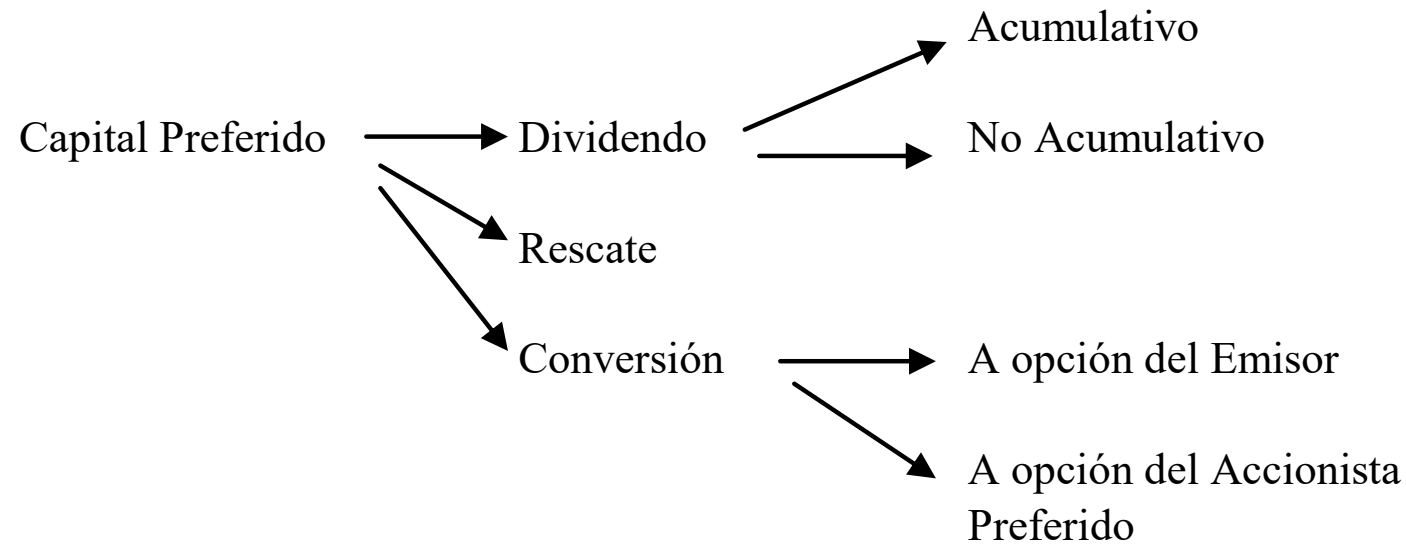 Acumulativo
Capital Preferido
Dividendo
No Acumulativo
Rescate
Conversión
A opción del Emisor
A opción del Accionista
Preferido